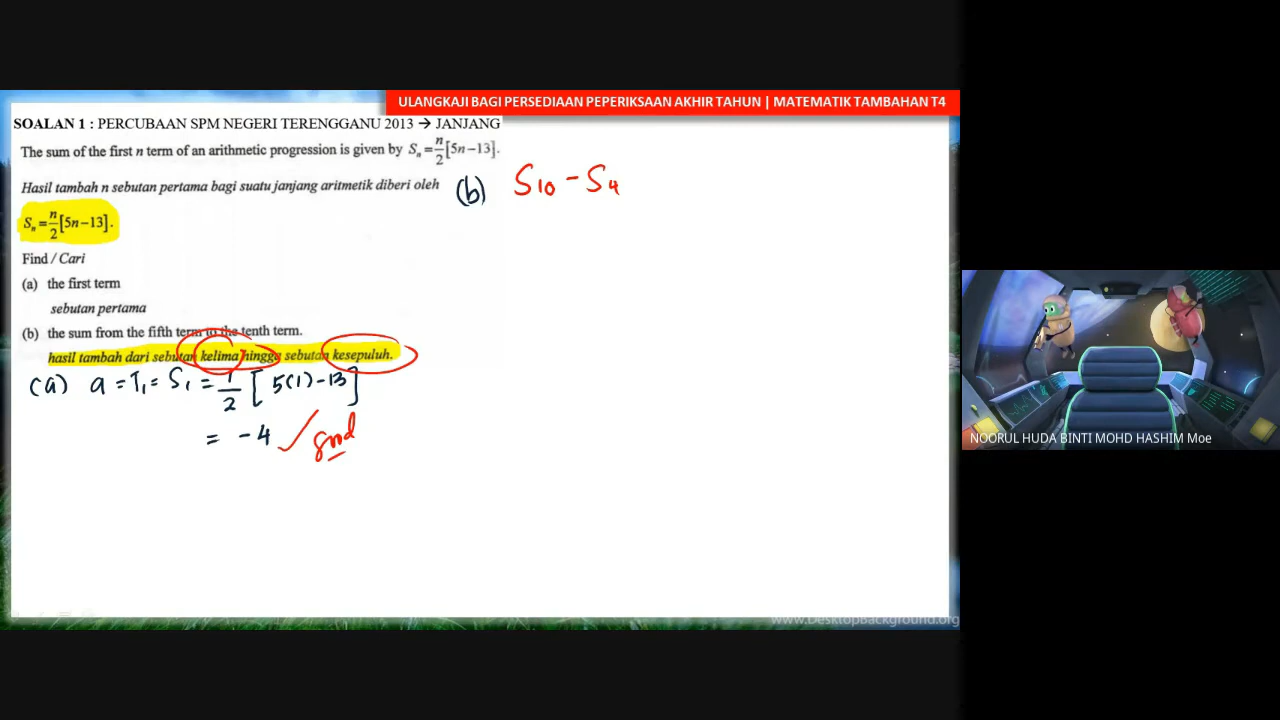 ULANGKAJI BAGI PERSEDIAAN PEPERIKSAAN AKHIR TAHUN | MATEMATIK TAMBAHAN T4
SOALAN 1 : PERCUBAAN SPM NEGERI TERENGGANU 2013 → JANJANG
The sum of the first n term of an arithmetic progression is given by Sₙ = n/2 [5n−13].
Hasil tambah n sebutan pertama bagi suatu janjang aritmetik diberi oleh
Sₙ = n/2 [5n−13].
Find / Cari
(a) the first term
sebutan pertama
(b) the sum from the fifth term to the tenth term.
hasil tambah dari sebutan kelima hingga sebutan kesepuluh.
(a) a = T₁ = S₁ = 1/2 [ 5(1) − 13 ]
= −4
(b) S₁₀ − S₄
NOORUL HUDA BINTI MOHD HASHIM Moe
www.DesktopBackground.org